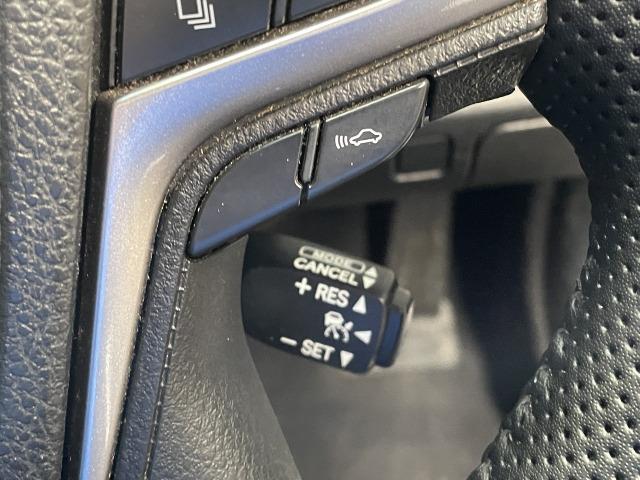 MODE
CANCEL
+ RES
- SET